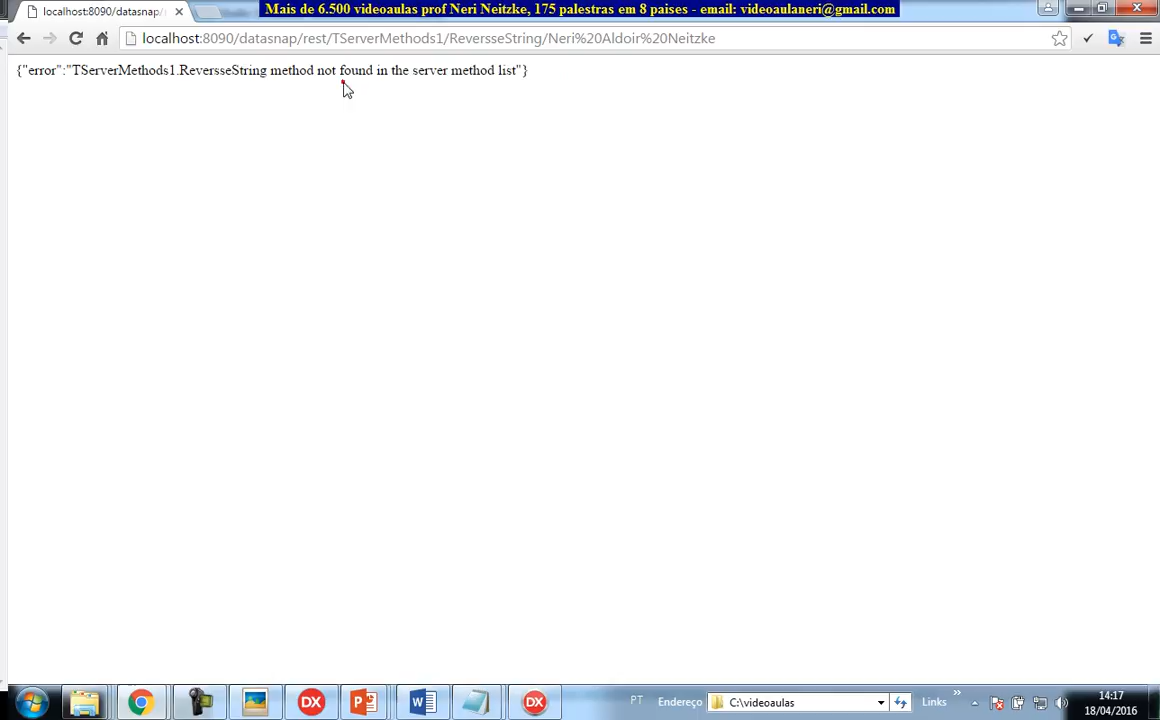 Mais de 6.500 videoaulas prof Neri Neitzke, 175 palestras em 8 paises - email: videoaulaneri@gmail.com
localhost:8090/datasnap/
localhost:8090/datasnap/rest/TServerMethods1/ReversseString/Neri%20Aldoir%20Neitzke
{"error":"TServerMethods1.ReversseString method not found in the server method list"}
PT
Endereço
C:\videoaulas
Links
»
14:17
18/04/2016